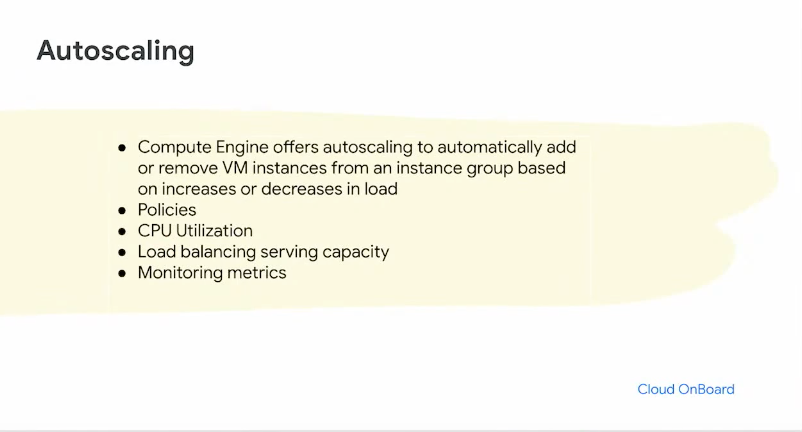 Autoscaling
● Compute Engine offers autoscaling to automatically add
or remove VM instances from an instance group based
on increases or decreases in load
● Policies
● CPU Utilization
● Load balancing serving capacity
● Monitoring metrics
Cloud OnBoard